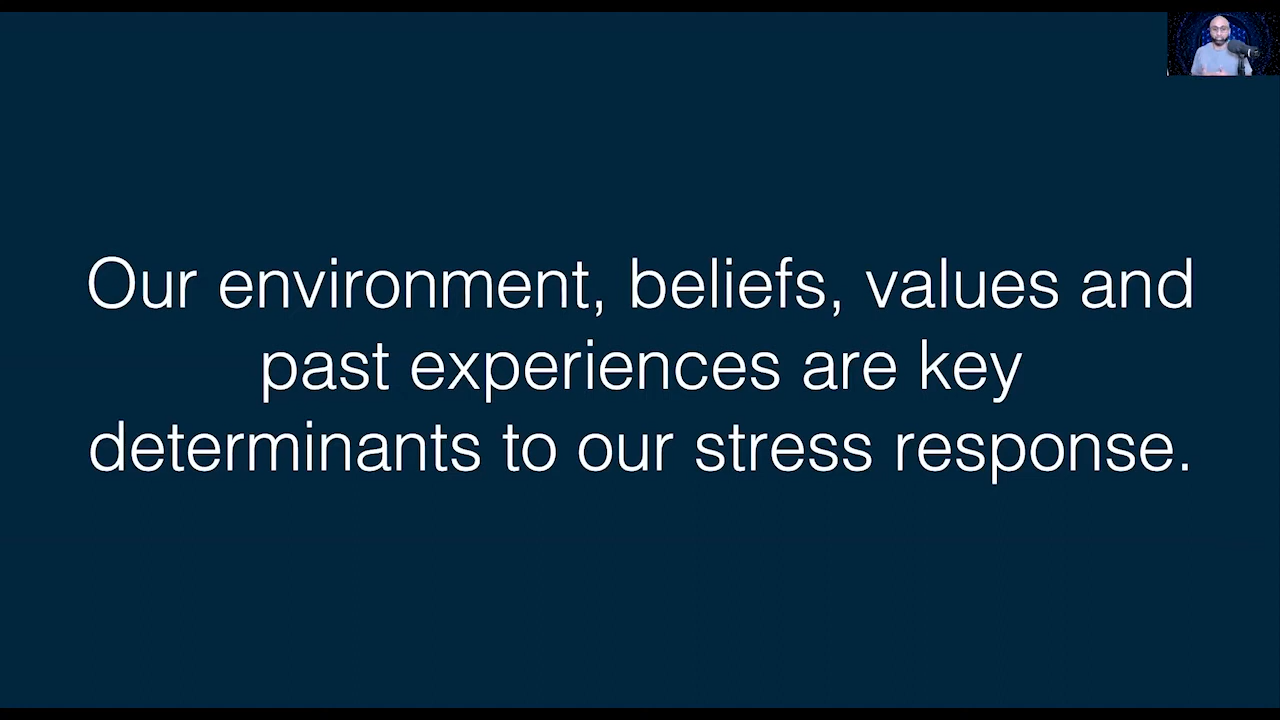 Our environment, beliefs, values and
past experiences are key
determinants to our stress response.